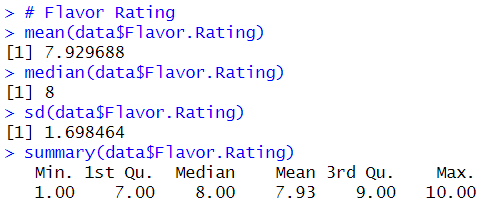 > # Flavor Rating
> mean(data$Flavor.Rating)
[1] 7.929688
> median(data$Flavor.Rating)
[1] 8
> sd(data$Flavor.Rating)
[1] 1.698464
> summary(data$Flavor.Rating)
   Min. 1st Qu.  Median    Mean 3rd Qu.    Max.
   1.00    7.00    8.00    7.93    9.00   10.00